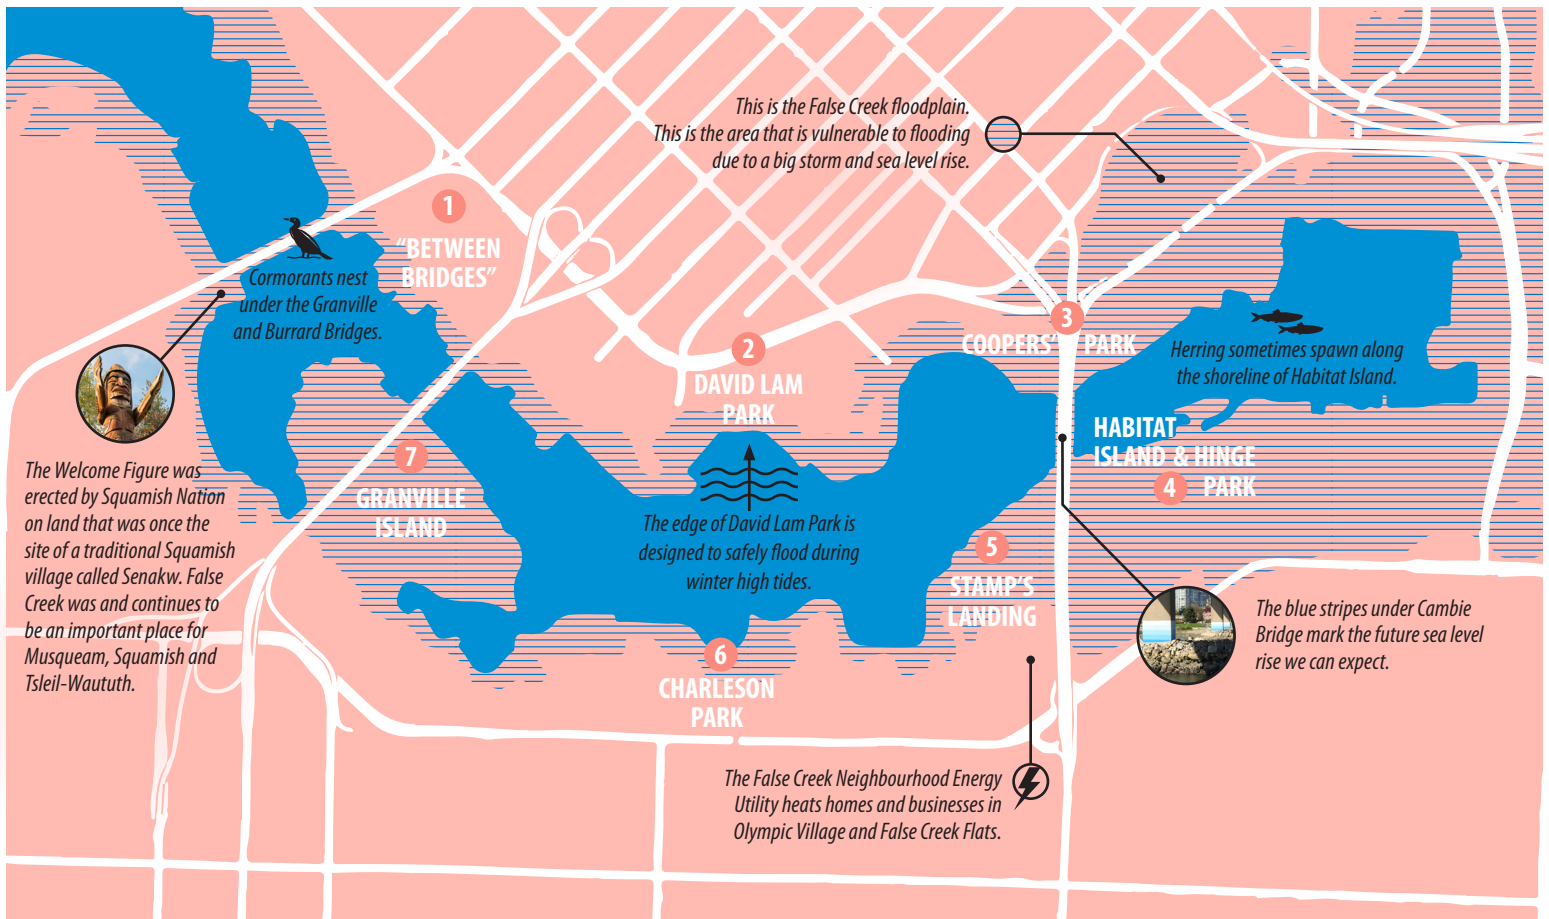 This is the False Creek floodplain.
This is the area that is vulnerable to flooding
due to a big storm and sea level rise.
1
“BETWEEN
BRIDGES”
Cormorants nest
under the Granville
and Burrard Bridges.
2
DAVID LAM
PARK
3
COOPERS’ PARK
Herring sometimes spawn along
the shoreline of Habitat Island.
HABITAT
ISLAND & HINGE
4 PARK
The Welcome Figure was
erected by Squamish Nation
on land that was once the
site of a traditional Squamish
village called Senakw. False
Creek was and continues to
be an important place for
Musqueam, Squamish and
Tsleil-Waututh.
7
GRANVILLE
ISLAND
The edge of David Lam Park is
designed to safely flood during
winter high tides.
5
STAMP’S
LANDING
The blue stripes under Cambie
Bridge mark the future sea level
rise we can expect.
6
CHARLESON
PARK
The False Creek Neighbourhood Energy
Utility heats homes and businesses in
Olympic Village and False Creek Flats.